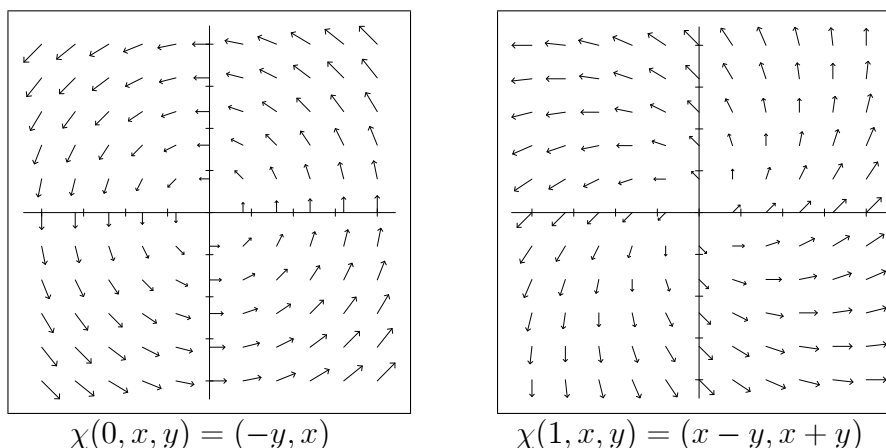 χ(0, x, y) = (−y, x)
χ(1, x, y) = (x − y, x + y)